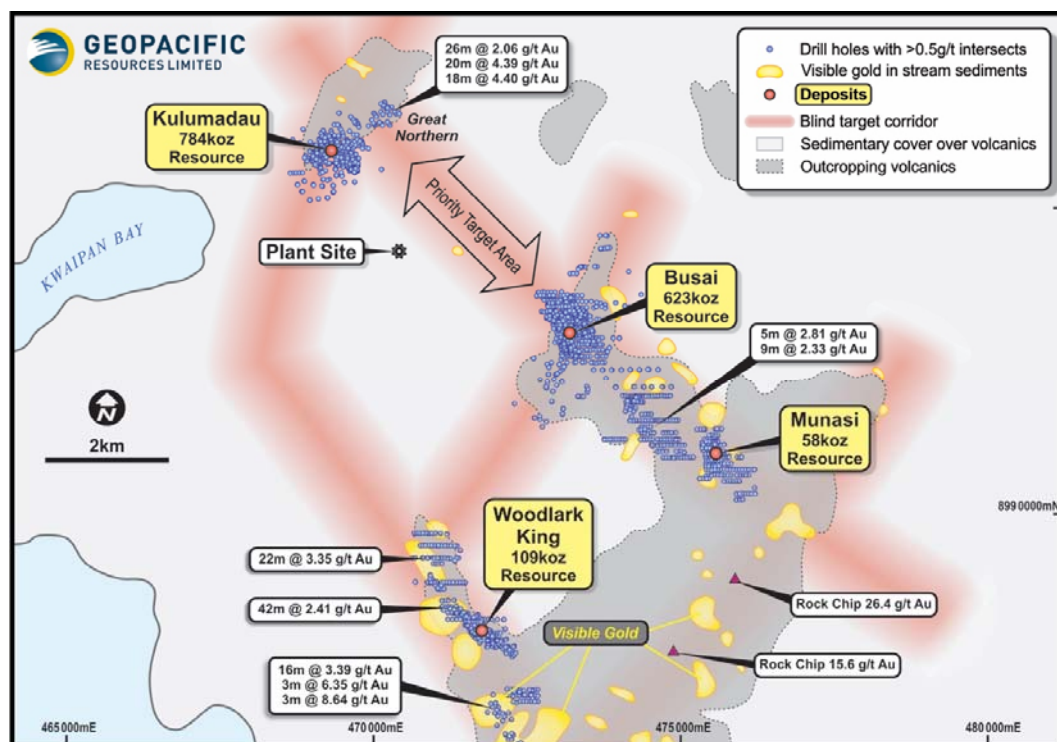 GEOPACIFIC
RESOURCES LIMITED
26m @ 2.06 g/t Au
20m @ 4.39 g/t Au
18m @ 4.40 g/t Au
Drill holes with >0.5g/t intersects
Visible gold in stream sediments
Deposits
Blind target corridor
Sedimentary cover over volcanics
Outcropping volcanics
Kulumadau
784koz
Resource
Great
Northern
Priority Target Area
KWAIPAN BAY
Plant Site
Busai
623koz
Resource
5m @ 2.81 g/t Au
9m @ 2.33 g/t Au
N
2km
Munasi
58koz
Resource
8990000mN
Woodlark
King
109koz
Resource
22m @ 3.35 g/t Au
42m @ 2.41 g/t Au
Rock Chip 26.4 g/t Au
Visible Gold
Rock Chip 15.6 g/t Au
16m @ 3.39 g/t Au
3m @ 6.35 g/t Au
3m @ 8.64 g/t Au
465000mE
470000mE
475000mE
480000mE